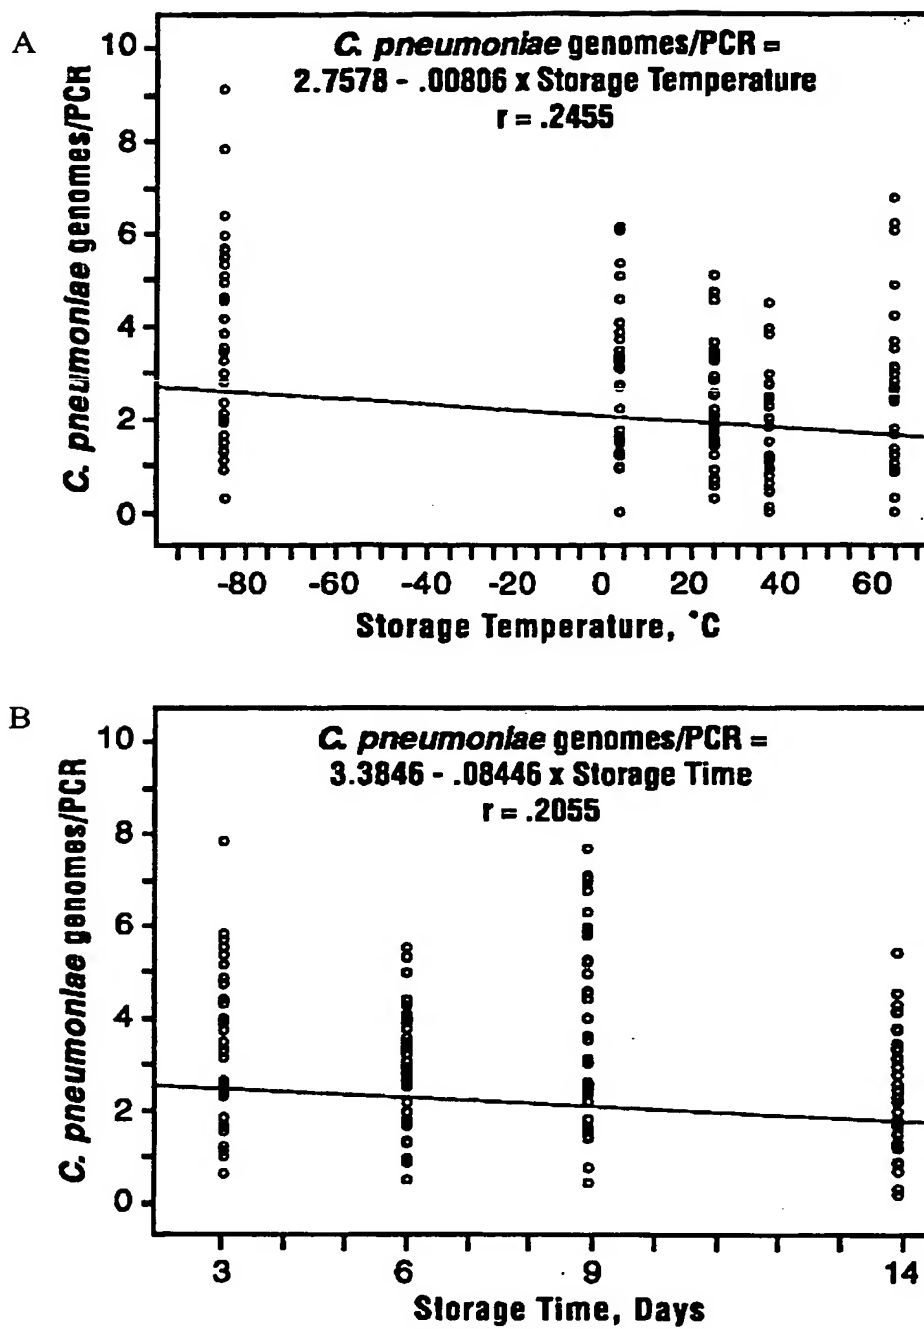 A
C. pneumoniae genomes/PCR =
2.7578 - .00806 x Storage Temperature
r = .2455
C. pneumoniae genomes/PCR
10
8
6
4
2
0
-80 -60 -40 -20 0 20 40 60
Storage Temperature, °C
B
C. pneumoniae genomes/PCR =
3.3846 - .08446 x Storage Time
r = .2055
C. pneumoniae genomes/PCR
10
8
6
4
2
0
3 6 9 14
Storage Time, Days